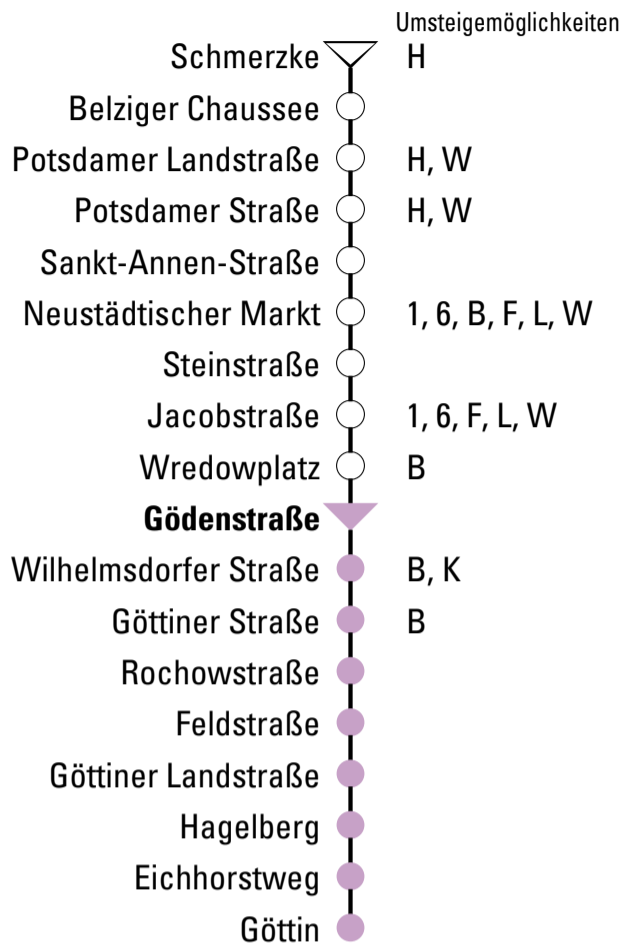 Umsteigemöglichkeiten
Schmerzke H
Belziger Chaussee
Potsdamer Landstraße H, W
Potsdamer Straße H, W
Sankt-Annen-Straße
Neustädtischer Markt 1, 6, B, F, L, W
Steinstraße
Jacobstraße 1, 6, F, L, W
Wredowplatz B
Gödenstraße
Wilhelmsdorfer Straße B, K
Göttiner Straße B
Rochowstraße
Feldstraße
Göttiner Landstraße
Hagelberg
Eichhorstweg
Göttin